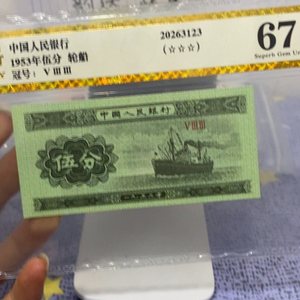 中国人民银行
1953年伍分 轮船
冠号: V III III
20263123
(☆☆☆)
67
Superb Gem Un
中国人民银行
V III III
伍分